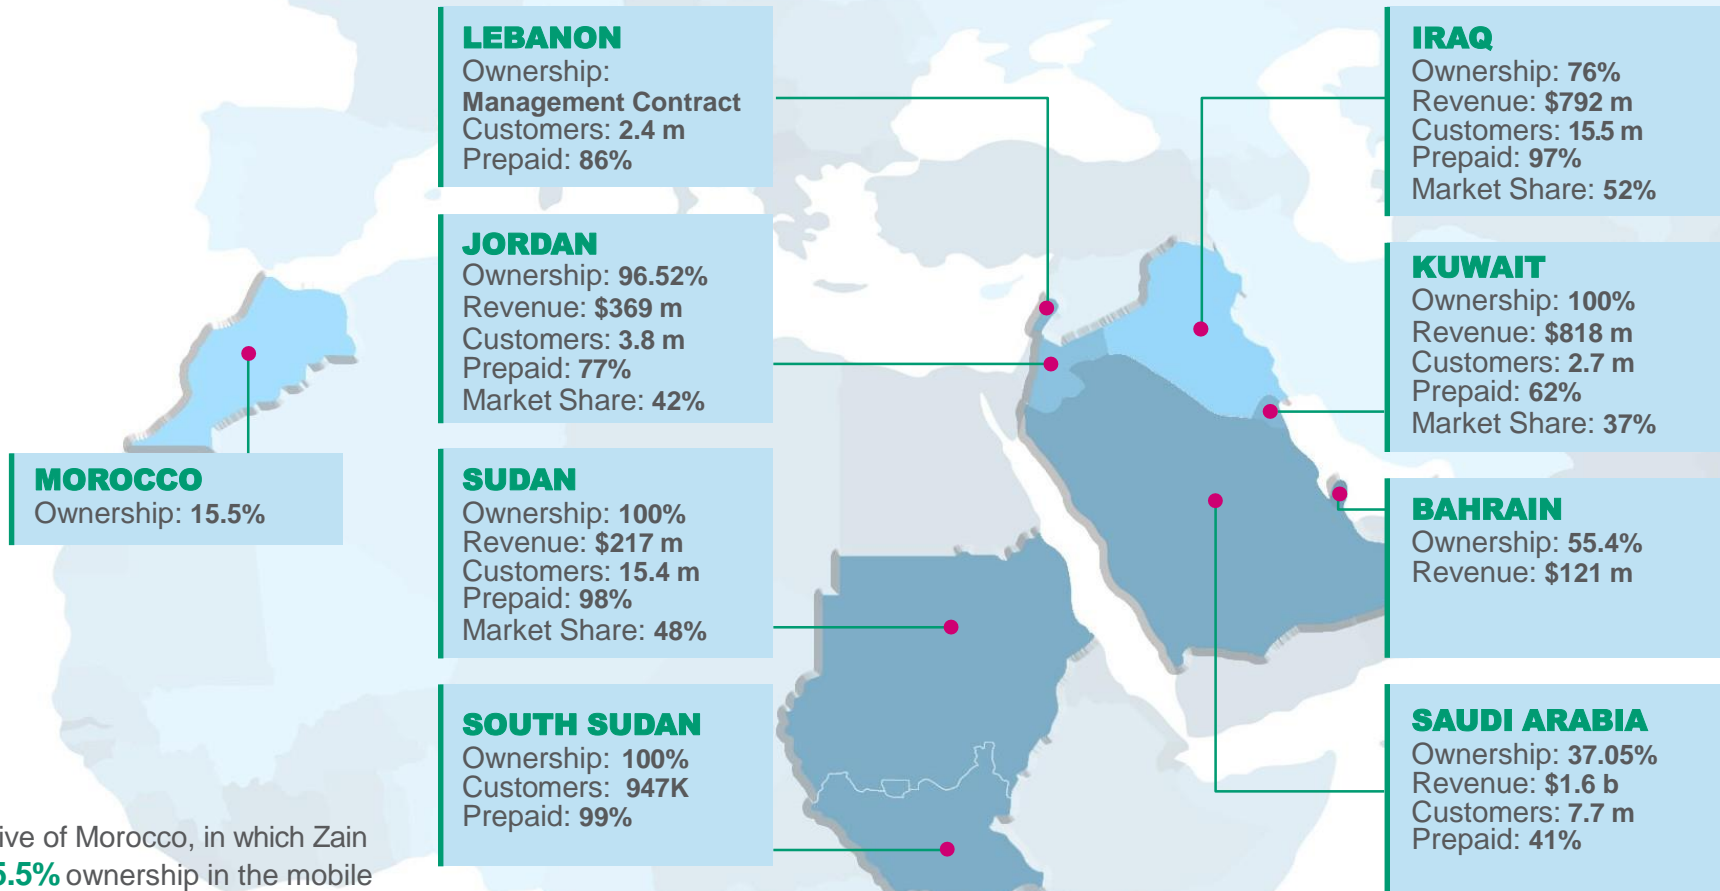 LEBANON
Ownership:
Management Contract
Customers: 2.4 m
Prepaid: 86%
JORDAN
Ownership: 96.52%
Revenue: $369 m
Customers: 3.8 m
Prepaid: 77%
Market Share: 42%
MOROCCO
Ownership: 15.5%
SUDAN
Ownership: 100%
Revenue: $217 m
Customers: 15.4 m
Prepaid: 98%
Market Share: 48%
SOUTH SUDAN
Ownership: 100%
Customers: 947K
Prepaid: 99%
IRAQ
Ownership: 76%
Revenue: $792 m
Customers: 15.5 m
Prepaid: 97%
Market Share: 52%
KUWAIT
Ownership: 100%
Revenue: $818 m
Customers: 2.7 m
Prepaid: 62%
Market Share: 37%
BAHRAIN
Ownership: 55.4%
Revenue: $121 m
SAUDI ARABIA
Ownership: 37.05%
Revenue: $1.6 b
Customers: 7.7 m
Prepaid: 41%
of Morocco, in which Zain
5.5% ownership in the mobile